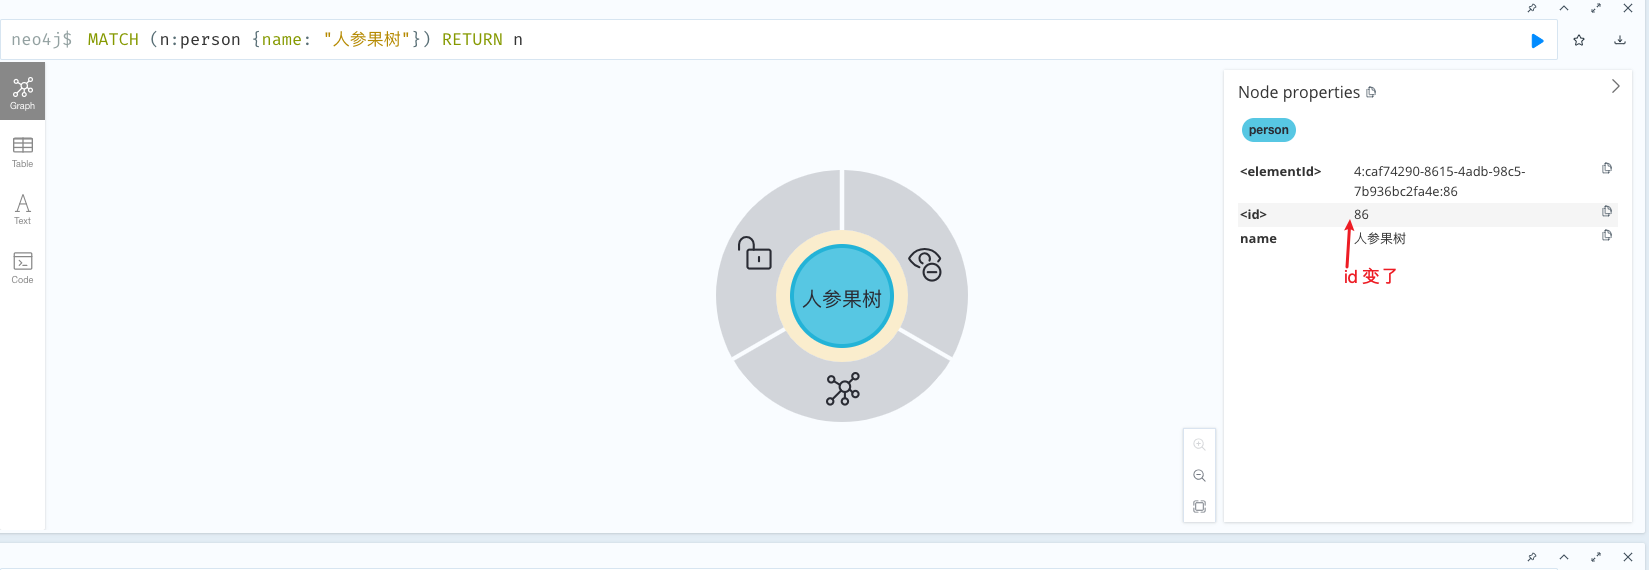 neo4j$ MATCH (n:person {name: "人参果树"}) RETURN n
Graph
Table
Text
Code
人参果树
Node properties
person
<elementId> 4:caf74290-8615-4adb-98c5-
7b936bc2fa4e:86
<id> 86
name 人参果树
id 变了